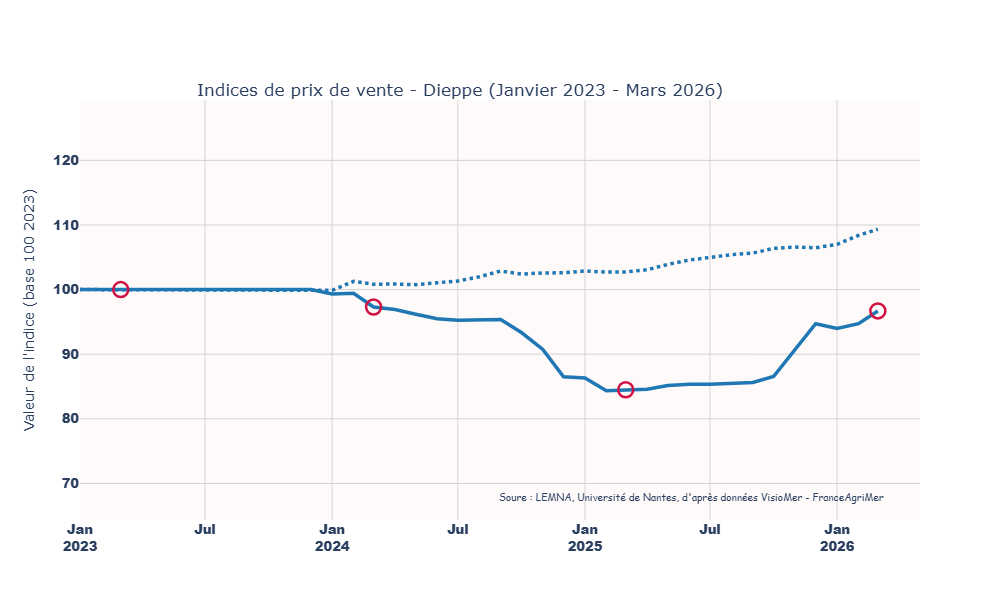 Indices de prix de vente - Dieppe (Janvier 2023 - Mars 2026)
Valeur de l'indice (base 100 2023)
120
110
100
90
80
70
Soure : LEMNA, Université de Nantes, d'après données VisioMer - FranceAgriMer
Jan Jul Jan Jul Jan Jul Jan
2023 2024 2025 2026